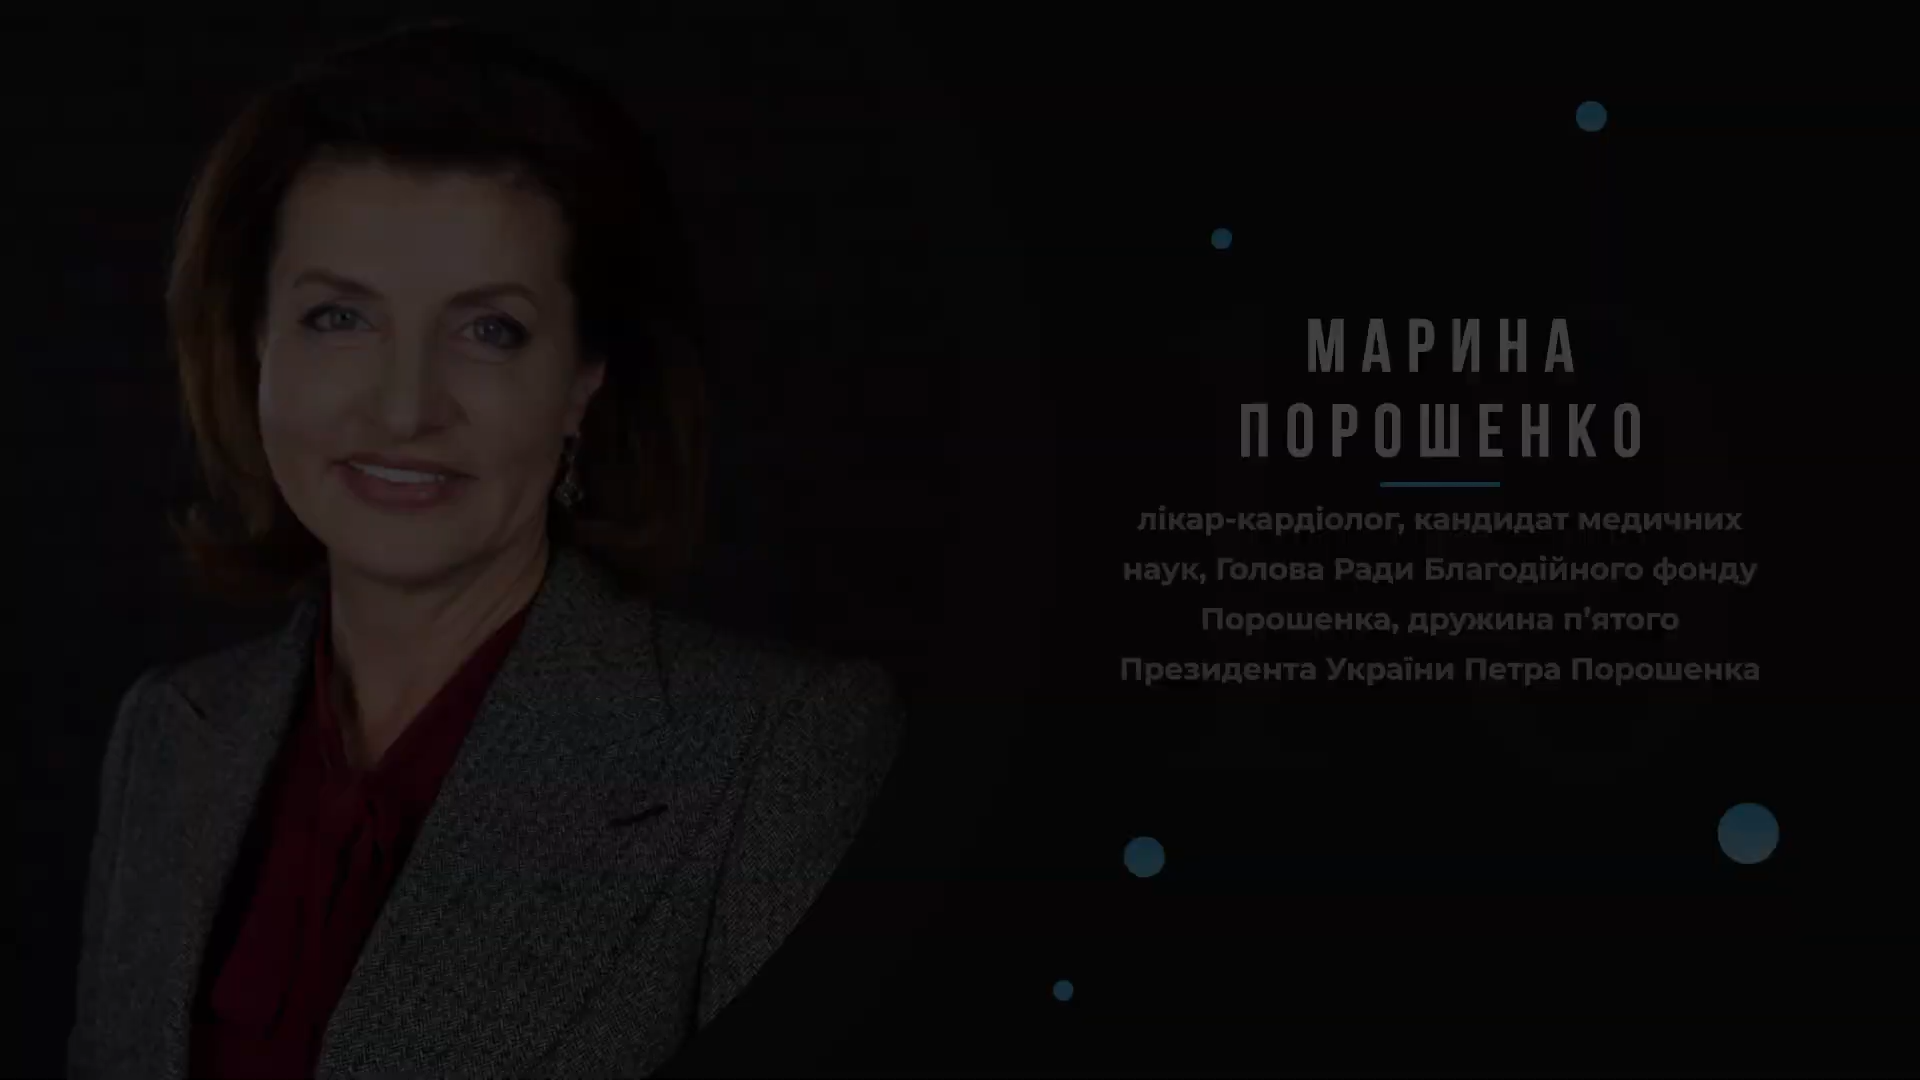 МАРИНА
ПОРОШЕНКО
лікар-кардіолог, кандидат медичних
наук, Голова Ради Благодійного фонду
Порошенка, дружина п'ятого
Президента України Петра Порошенка